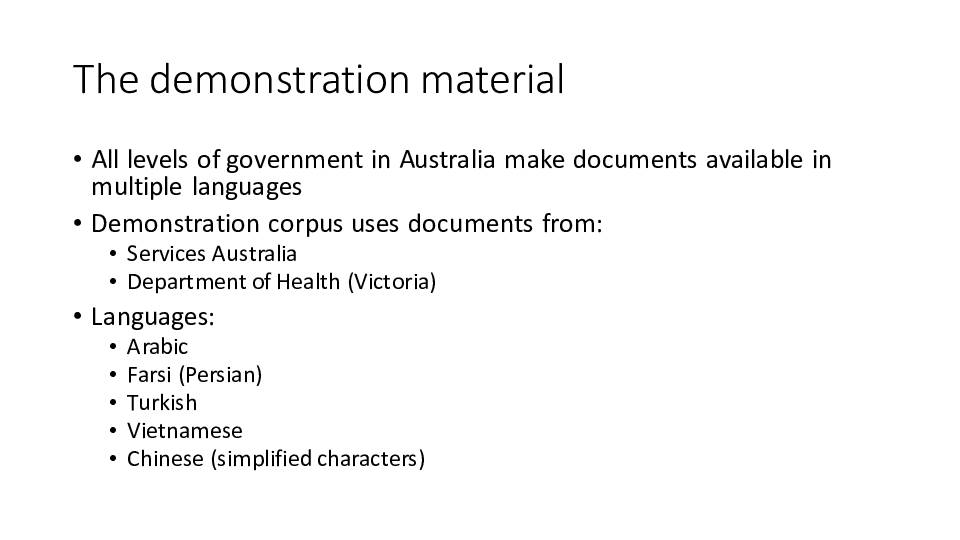 The demonstration material
• All levels of government in Australia make documents available in
multiple languages
• Demonstration corpus uses documents from:
• Services Australia
• Department of Health (Victoria)
• Languages:
• Arabic
• Farsi (Persian)
• Turkish
• Vietnamese
• Chinese (simplified characters)